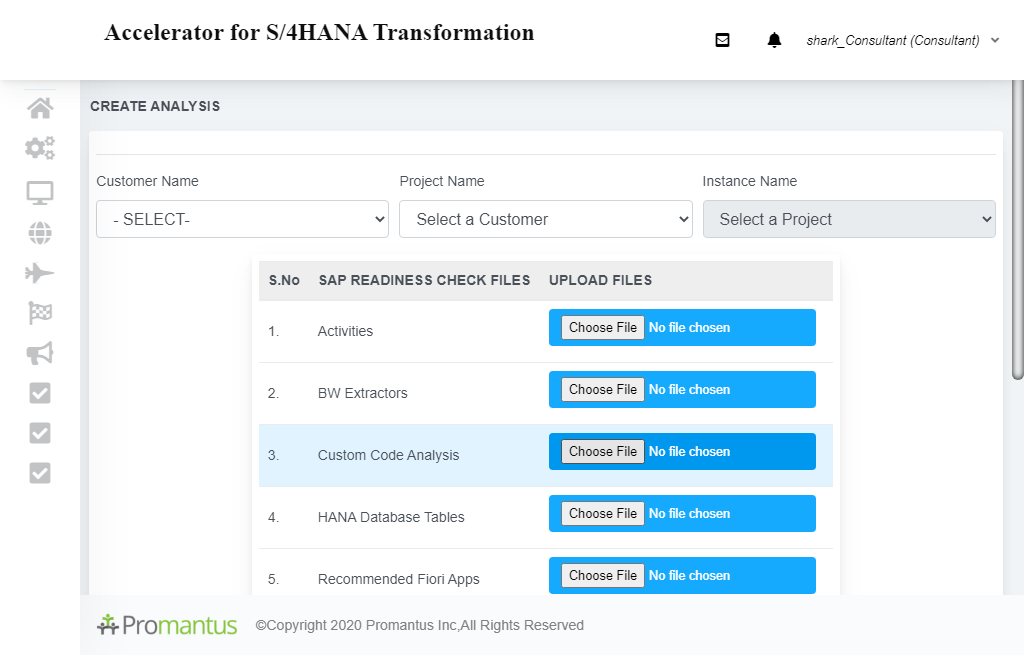 Accelerator for S/4HANA Transformation
shark_Consultant (Consultant)
CREATE ANALYSIS
Customer Name Project Name Instance Name
- SELECT- Select a Customer Select a Project
S.No SAP READINESS CHECK FILES UPLOAD FILES
1. Activities Choose File No file chosen
2. BW Extractors Choose File No file chosen
3. Custom Code Analysis Choose File No file chosen
4. HANA Database Tables Choose File No file chosen
5. Recommended Fiori Apps Choose File No file chosen
Promantus ©Copyright 2020 Promantus Inc,All Rights Reserved